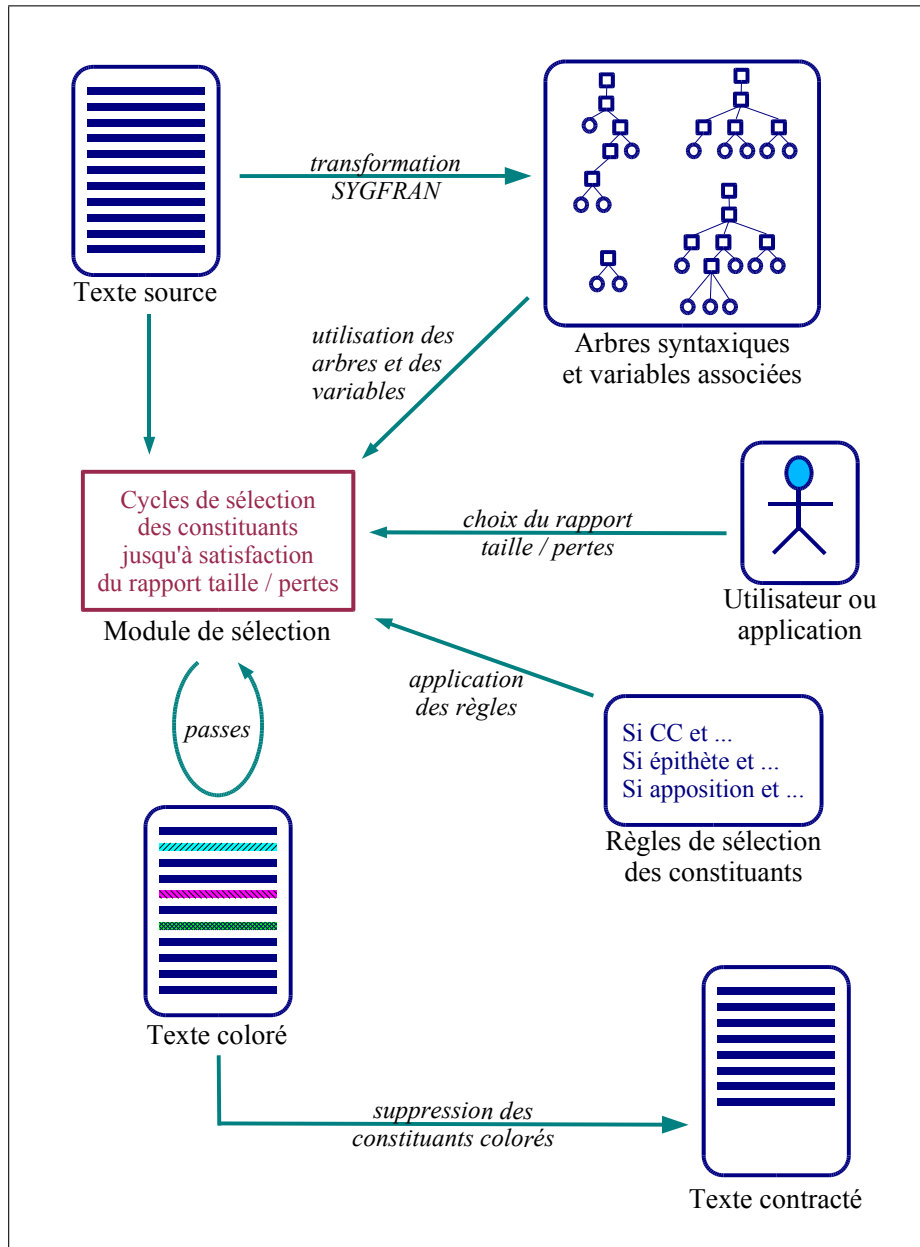 transformation
SYGFRAN
Texte source
Arbres syntaxiques
et variables associées
utilisation des
arbres et des
variables
Cycles de sélection
des constituants
jusqu'à satisfaction
du rapport taille / pertes
Module de sélection
choix du rapport
taille / pertes
Utilisateur ou
application
application
des règles
passes
Si CC et ...
Si épithète et ...
Si apposition et ...
Règles de sélection
des constituants
Texte coloré
suppression des
constituants colorés
Texte contracté